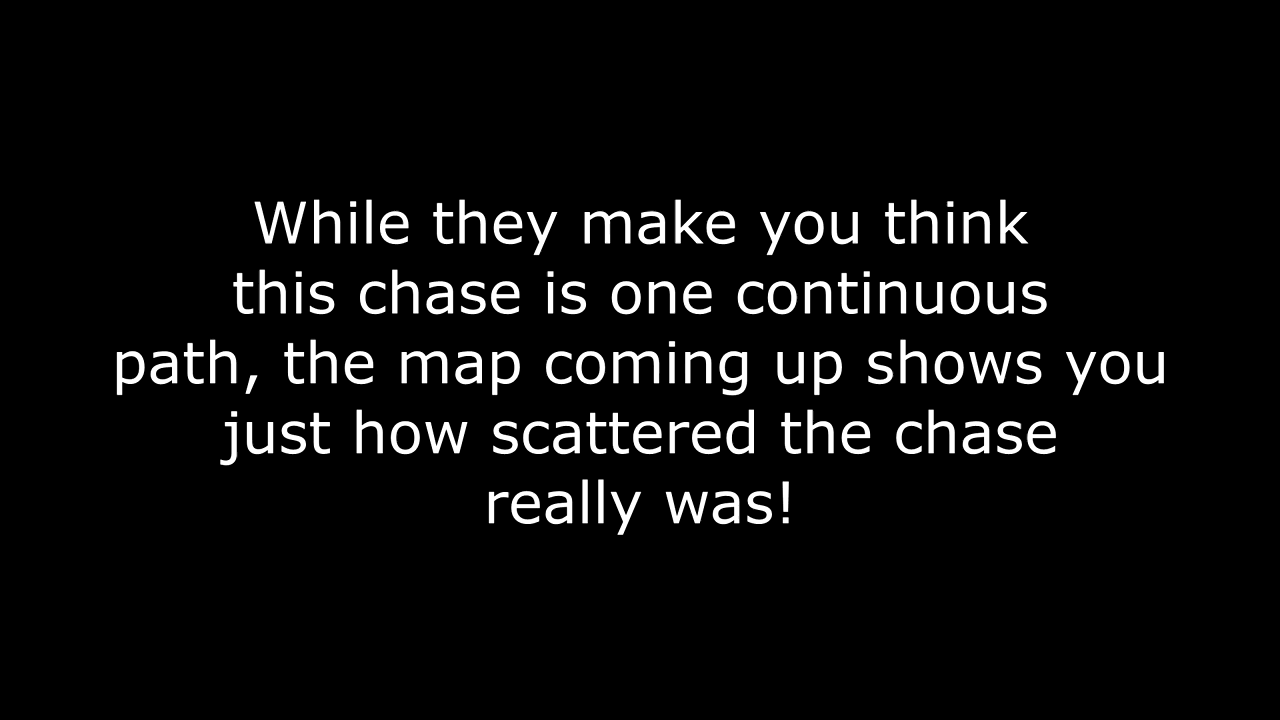 While they make you think
this chase is one continuous
path, the map coming up shows you
just how scattered the chase
really was!